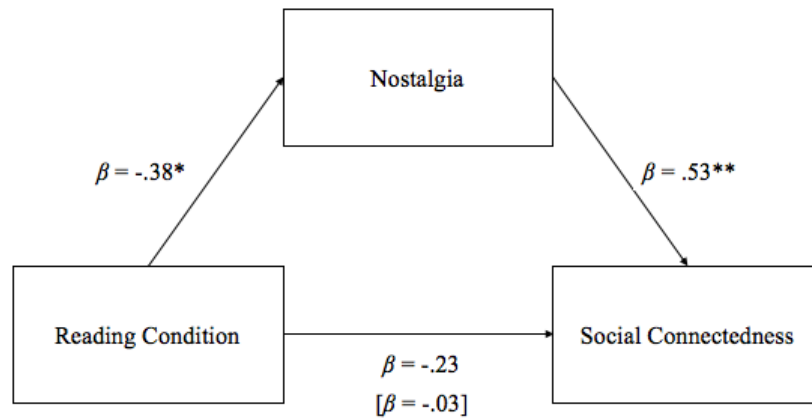 Nostalgia
β = -.38*
β = .53**
Reading Condition
Social Connectedness
β = -.23
[β = -.03]